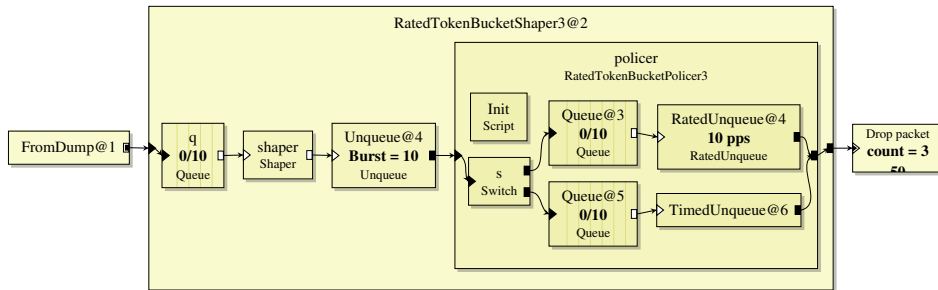 RatedTokenBucketShaper3@2
policer
RatedTokenBucketPolicer3
FromDump@1
q
0/10
Queue
shaper
Shaper
Unqueue@4
Burst = 10
Unqueue
Init
Script
s
Switch
Queue@3
0/10
Queue
RatedUnqueue@4
10 pps
RatedUnqueue
Queue@5
0/10
Queue
TimedUnqueue@6
Drop packet
count = 3